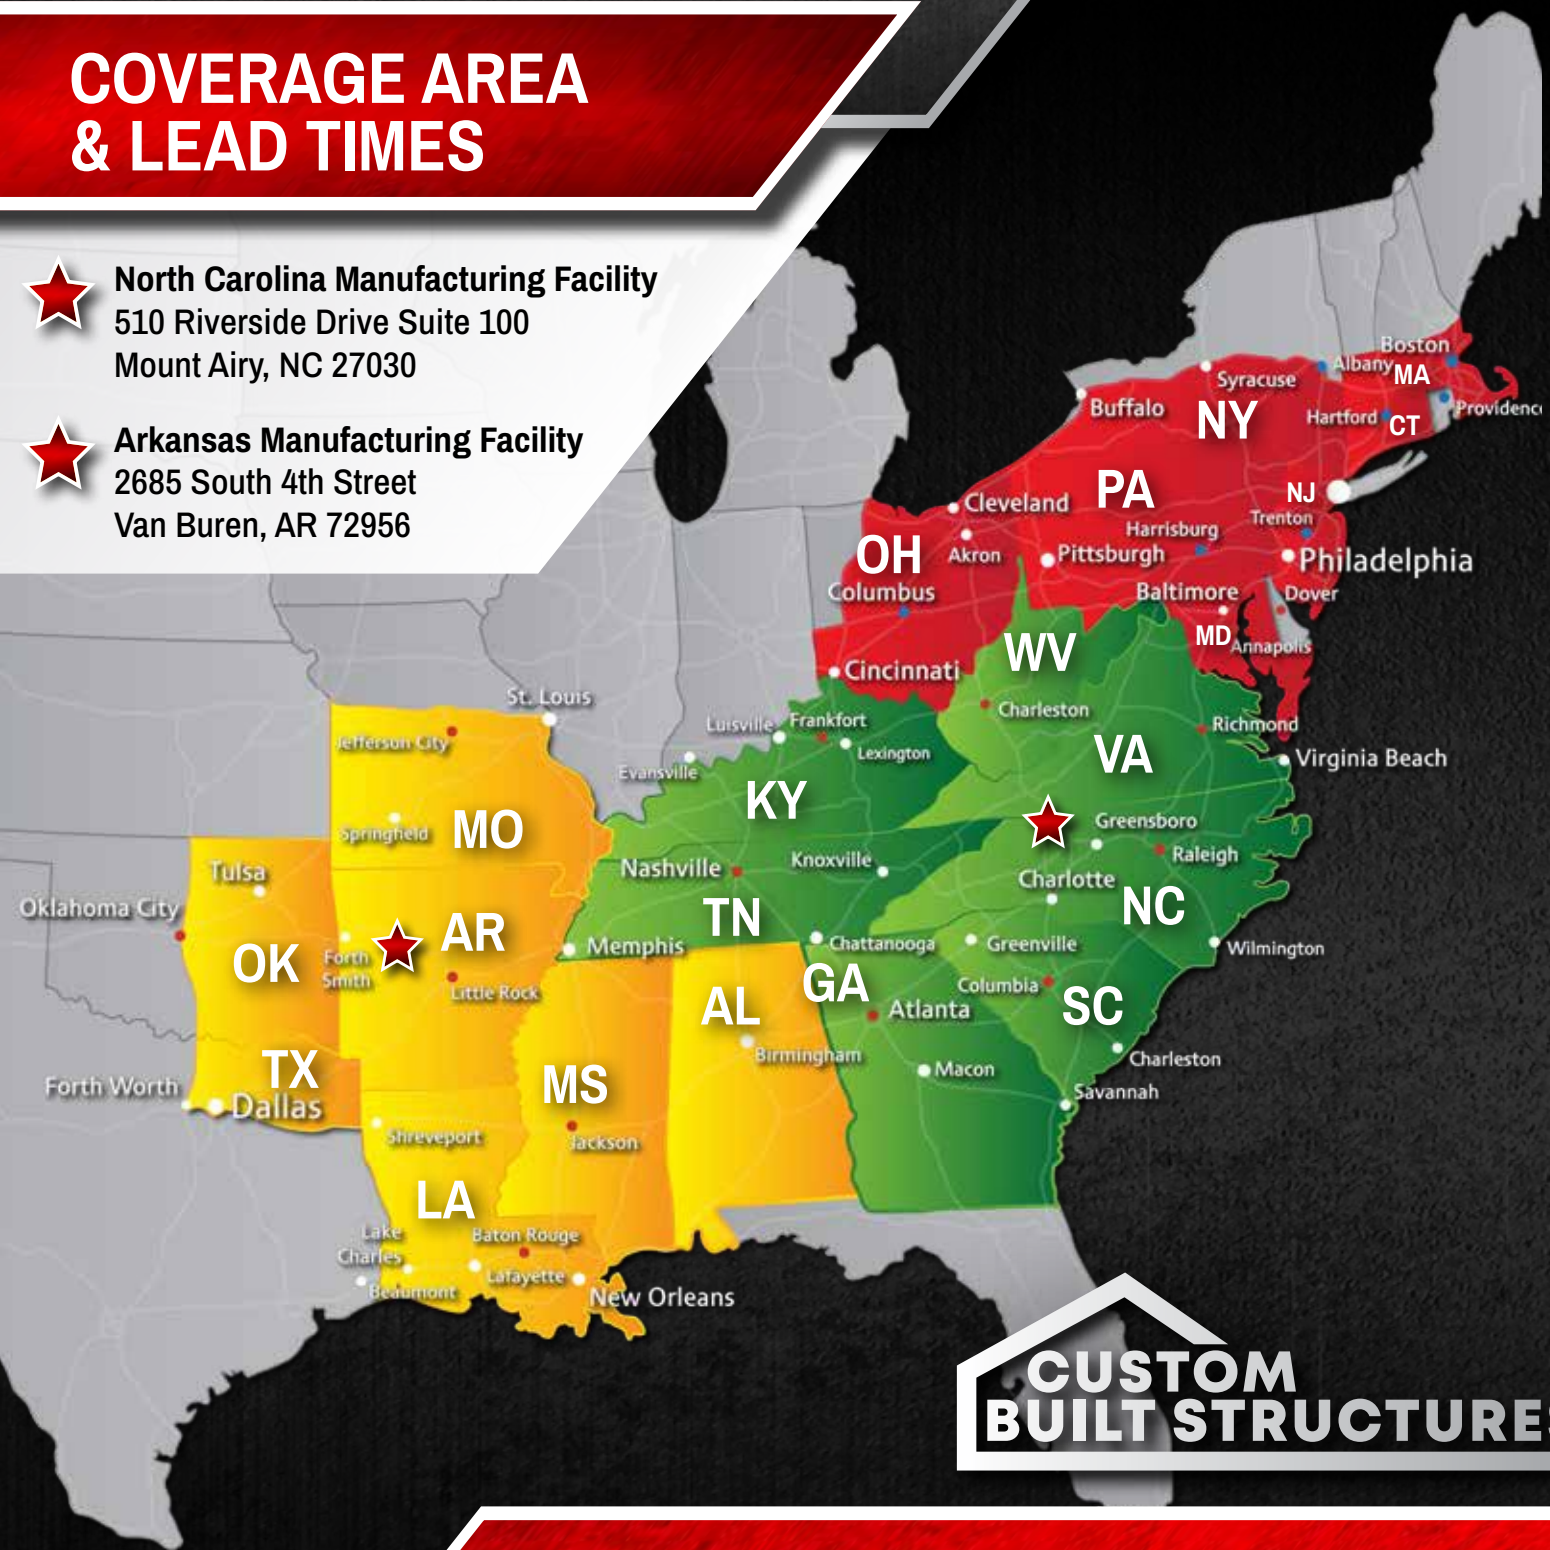 COVERAGE AREA
& LEAD TIMES
North Carolina Manufacturing Facility
510 Riverside Drive Suite 100
Mount Airy, NC 27030
Arkansas Manufacturing Facility
2685 South 4th Street
Van Buren, AR 72956
Boston
Albany
MA
Syracuse
Buffalo
NY
Hartford
CT
Providenc
Cleveland
PA
NJ
Trenton
Harrisburg
OH
Akron
Pittsburgh
Philadelphia
Columbus
Baltimore
Dover
MD
Annapolis
WV
Cincinnati
St. Louis
Charleston
Luisville
Frankfort
Richmond
Jefferson City
Lexington
VA
Virginia Beach
Evansville
KY
Springfield
MO
Greensboro
Tulsa
Nashville
Knoxville
Raleigh
Charlotte
Oklahoma City
TN
NC
AR
OK
Forth
Smith
Memphis
Chattanooga
Greenville
Wilmington
Little Rock
GA
Columbia
AL
Atlanta
SC
TX
Birmingham
Charleston
Forth Worth
Dallas
MS
Macon
Savannah
Shreveport
Jackson
LA
Lake
Charles
Baton Rouge
Lafayette
Beaumont
New Orleans
CUSTOM
BUILT STRUCTURES